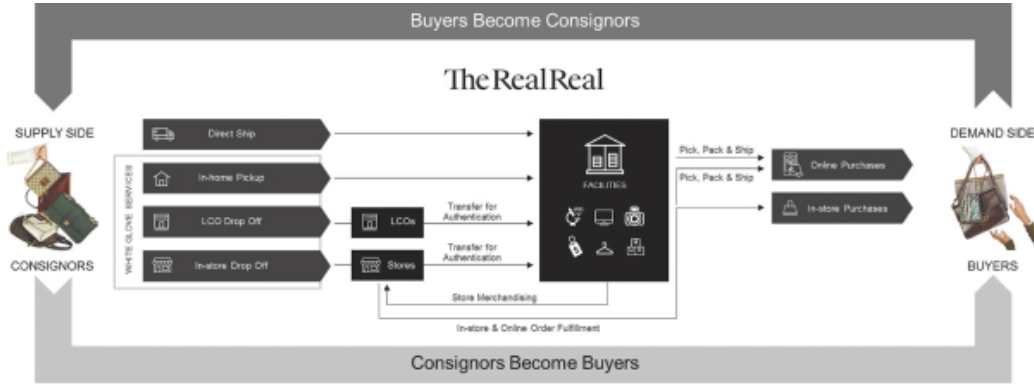 Buyers Become Consignors
TheRealReal
SUPPLY SIDE
CONSIGNORS
WHITE GLOVE SERVICES
Direct Ship
In-home Pickup
LCO Drop Off
In-store Drop Off
LCOs
Stores
Transfer for
Authentication
Transfer for
Authentication
FACILITIES
Store Merchandising
In-store & Online Order Fulfillment
Pick, Pack & Ship
Pick, Pack & Ship
Online Purchases
In-store Purchases
DEMAND SIDE
BUYERS
Consignors Become Buyers